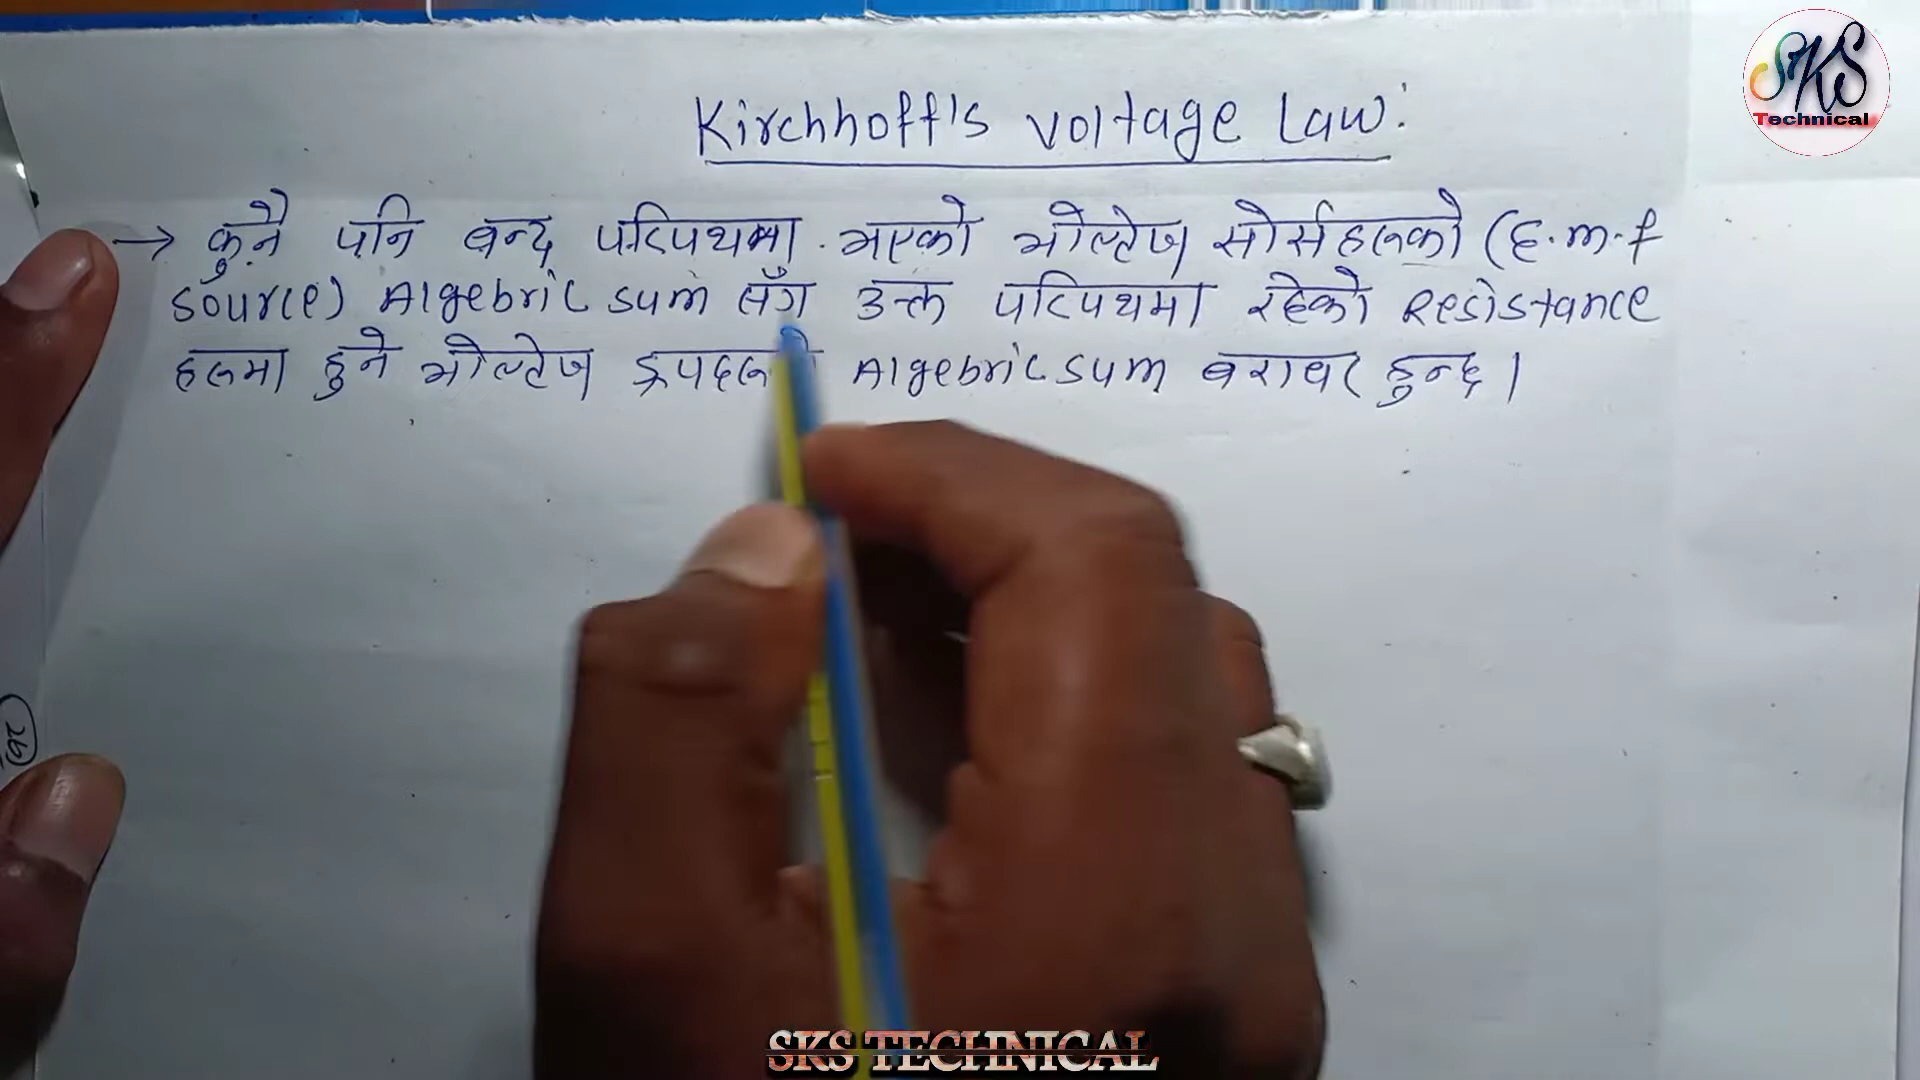 SKS
Technical
Kirchhoff's voltage Law:
→ कुनै पनि बन्द परिपथमा भएको भोल्टेज सोर्सहरुको (E.m.f
source) Algebric sum सँग उक्त परिपथमा रहेको Resistance
हरुमा हुने भोल्टेज ड्रपहरुको Algebric sum बराबर हुन्छ।
SKS TECHNICAL